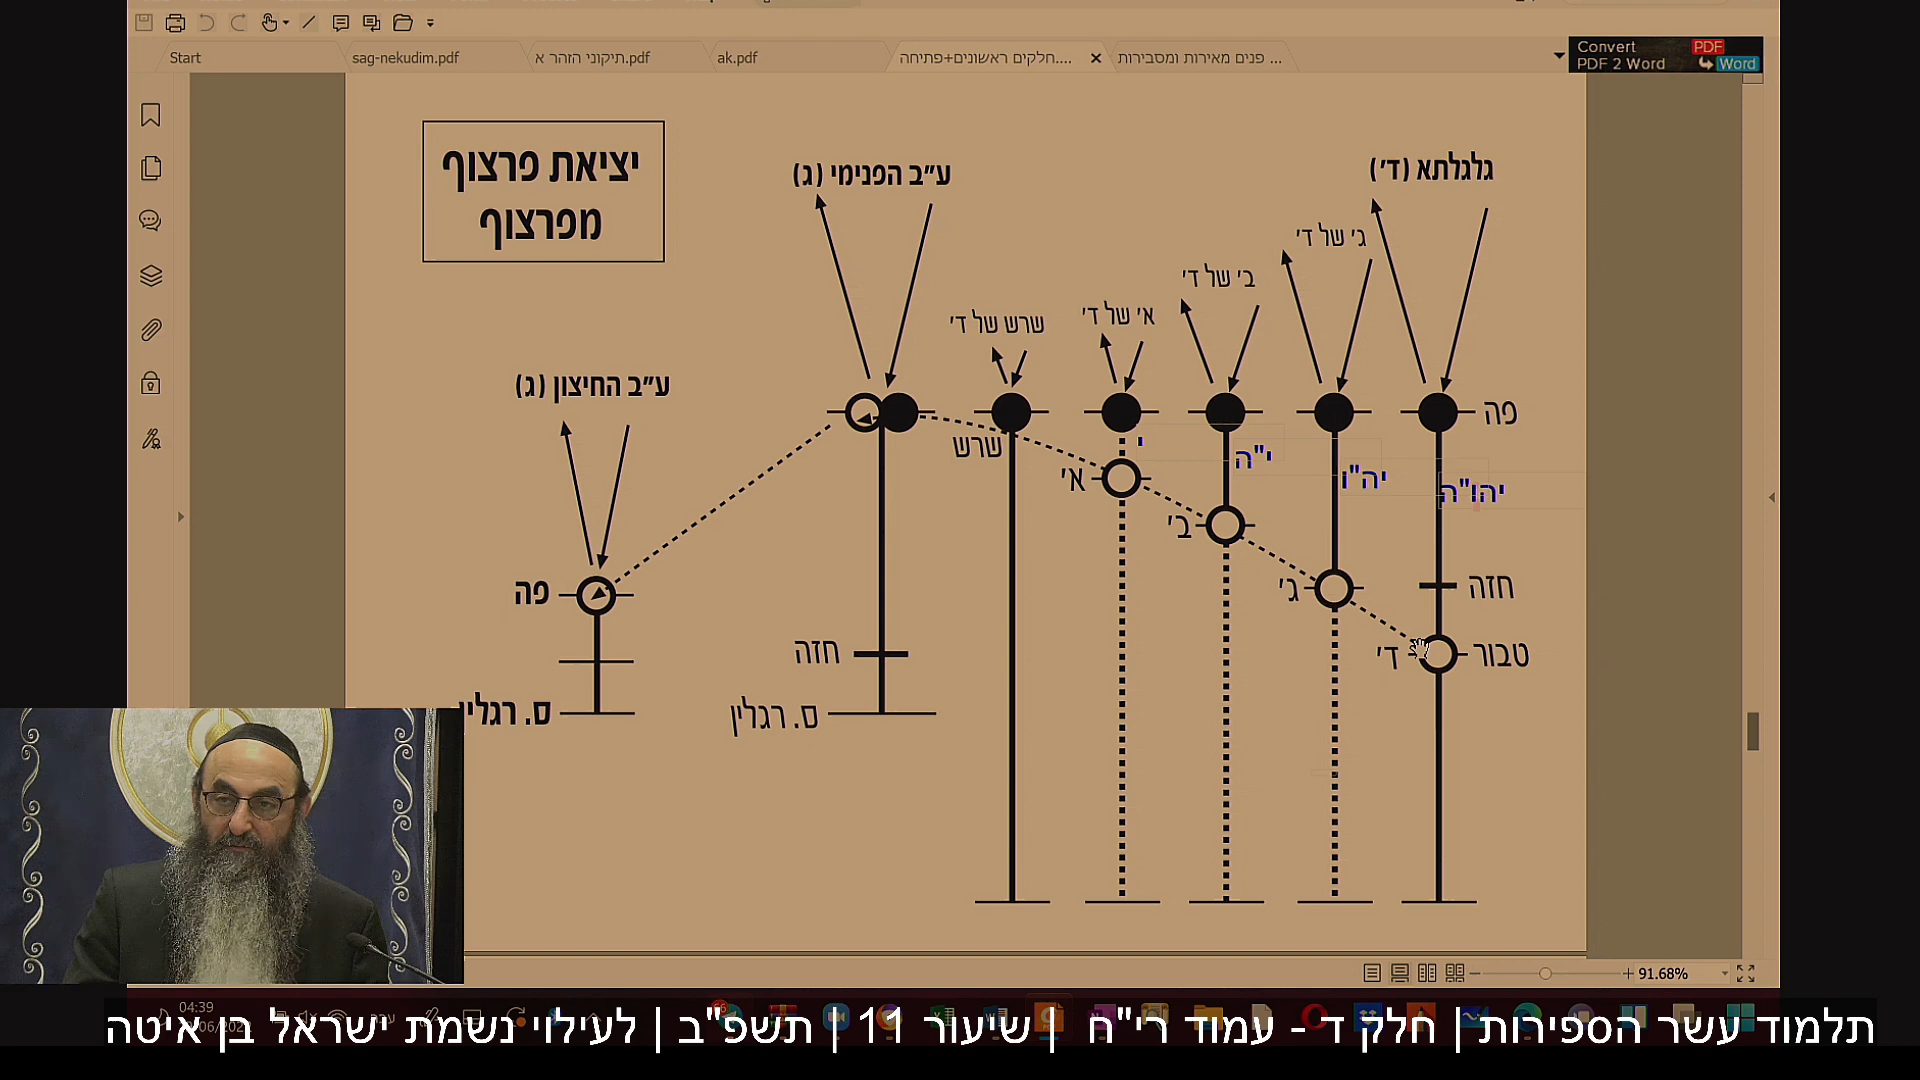 Start
sag-nekudim.pdf
תיקוני הזהר א.pdf
ak.pdf
חלקים ראשונים+פתיחה....
פנים מאירות ומסבירות ...
Convert PDF
PDF 2 Word Word
יציאת פרצוף
מפרצוף
גלגלתא (ד')
ע"ב הפנימי (ג)
ג' של ד'
ב' של ד'
א' של ד'
שרש של ד'
ע"ב החיצון (ג)
פה
שרש
י
י"ה
יה"ו
יהו"ה
א'
ב'
ג'
ד'
חזה
טבור
פה
חזה
ס. רגלין
ס. רגלין
91.68%
04:39
תלמוד עשר הספירות | חלק ד - עמוד רי"ח | שיעור 11 | תשפ"ב | לעילוי נשמת ישראל בן איטה